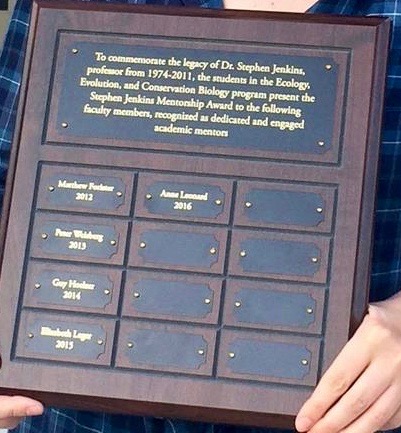 To commemorate the legacy of Dr. Stephen Jenkins,
professor from 1974-2011, the students in the Ecology,
Evolution, and Conservation Biology program present the
Stephen Jenkins Mentorship Award to the following
faculty members, recognized as dedicated and engaged
academic mentors
Matthew Forister
2012
Anne Leonard
2016
Peter Weisberg
2013
Guy Hoelzer
2014
Elizabeth Leger
2015